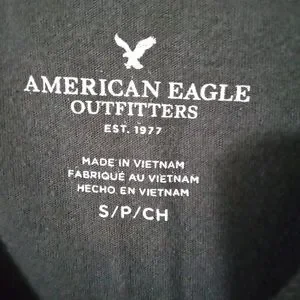 AMERICAN EAGLE
OUTFITTERS
EST. 1977
MADE IN VIETNAM
FABRIQUÉ AU VIETNAM
HECHO EN VIETNAM
S/P/CH